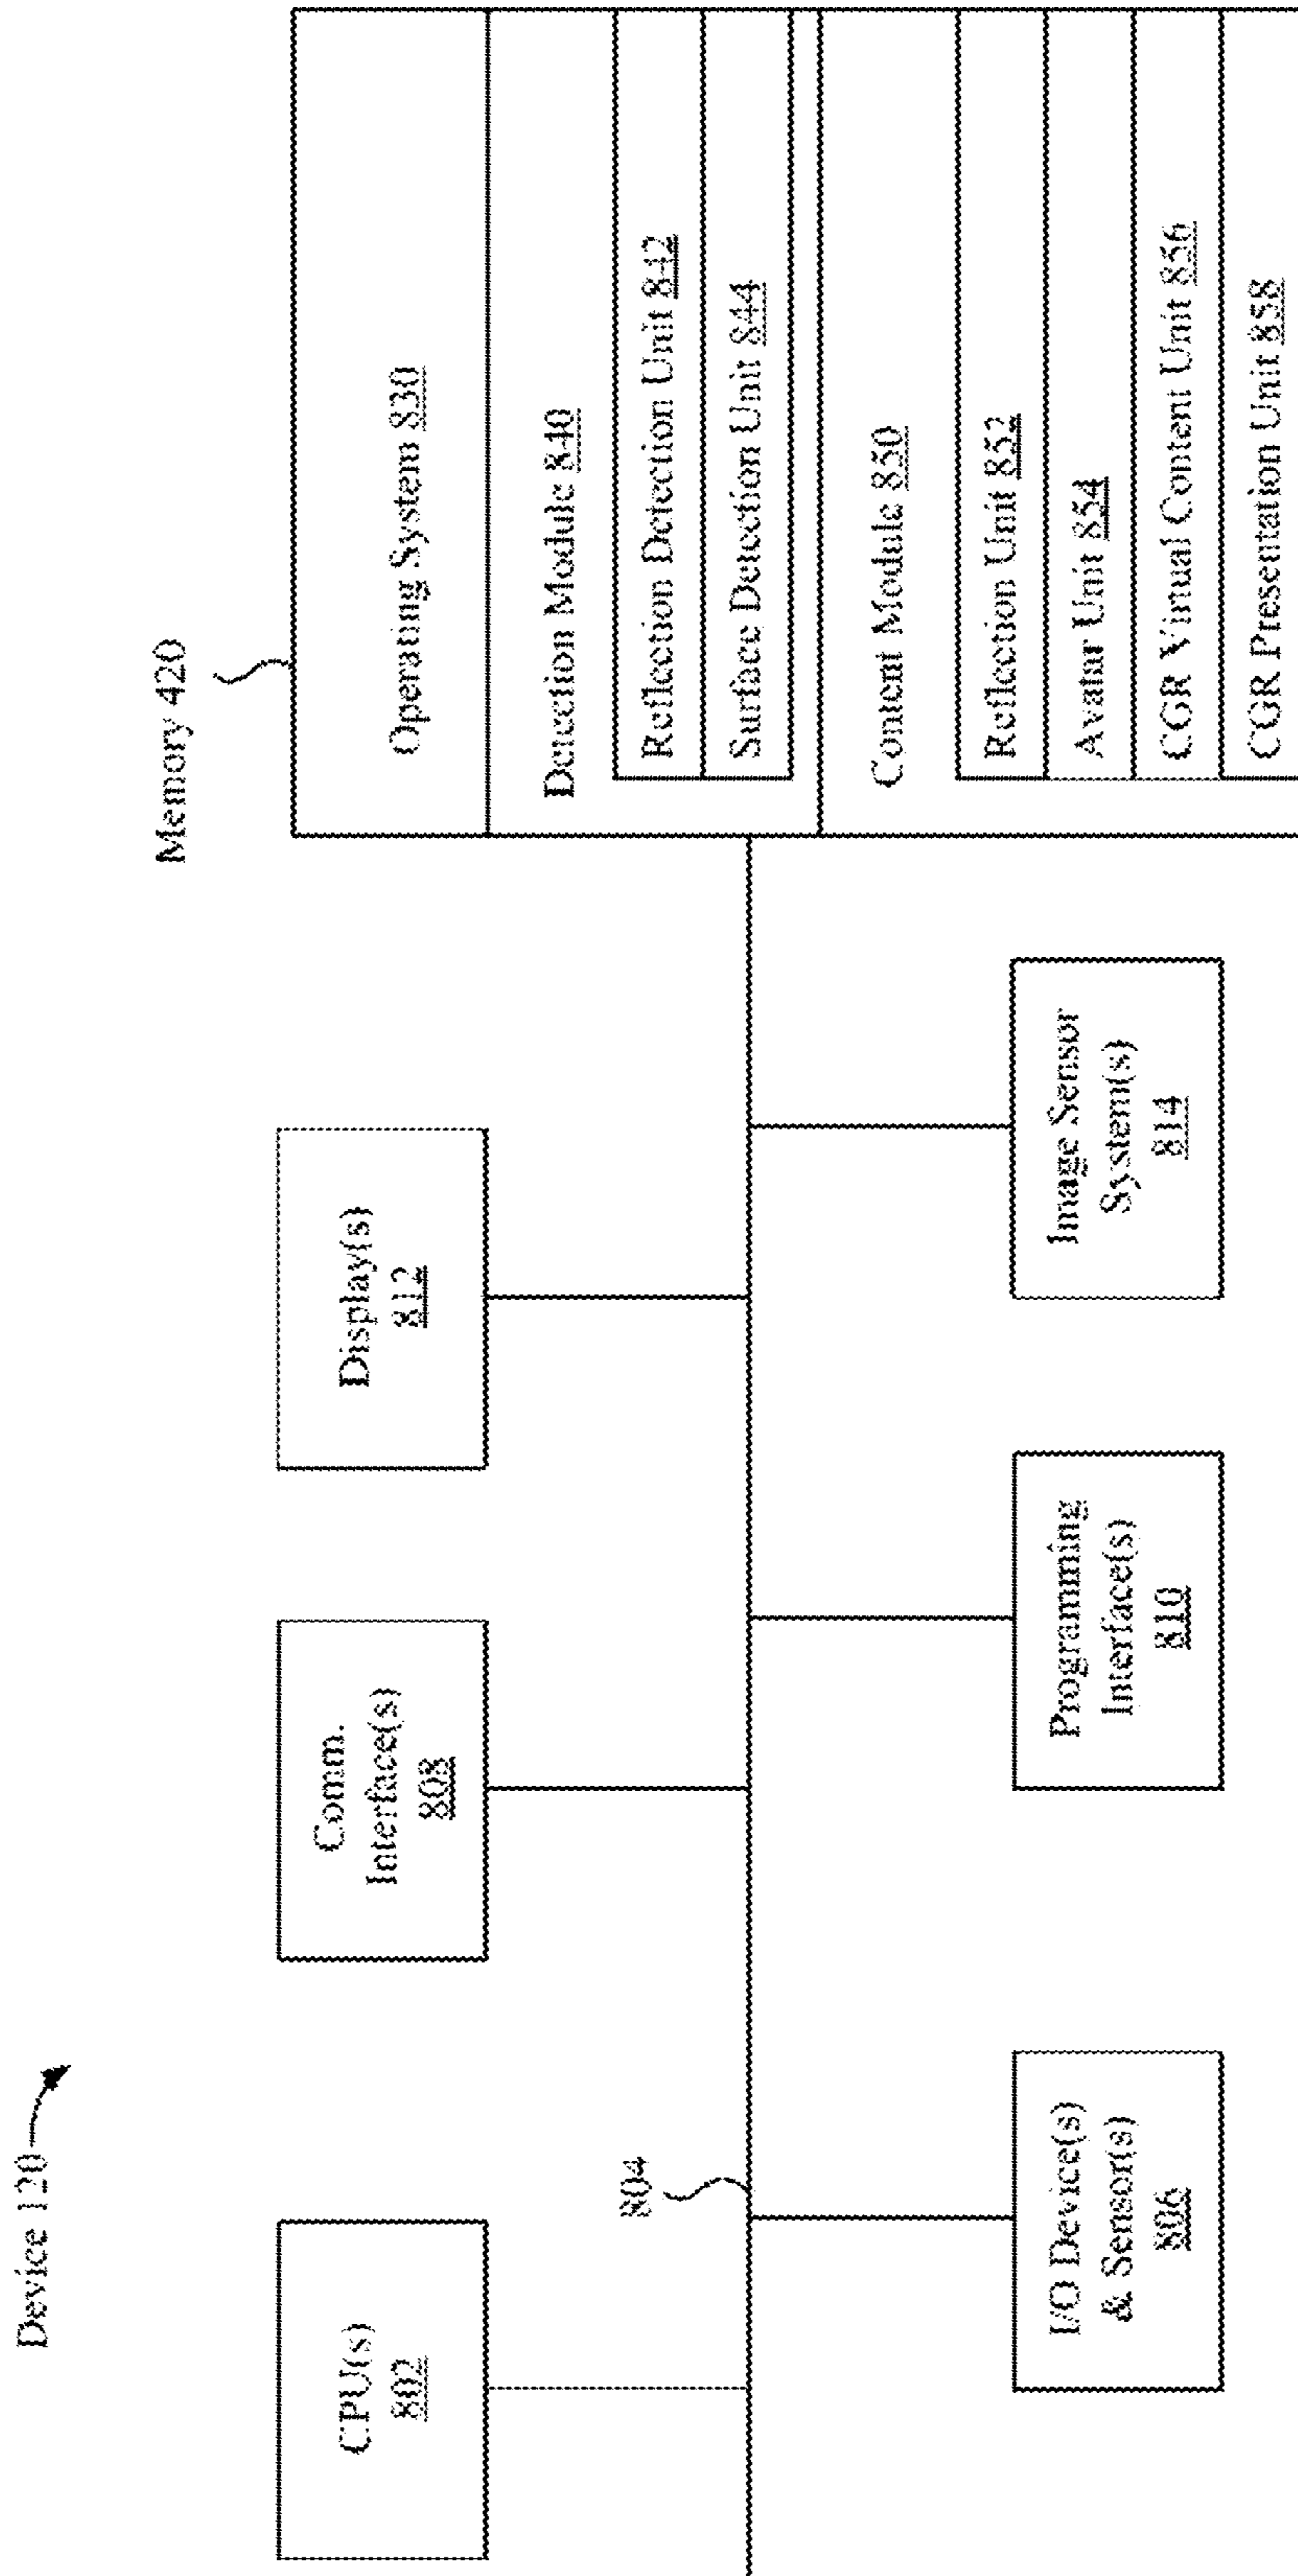 Device 120
CPU(s)
802
Comm.
Interface(s)
808
Display(s)
812
804
I/O Device(s)
& Sensor(s)
806
Programming
Interface(s)
810
Image Sensor
System(s)
814
Memory 420
Operating System 830
Detection Module 840
Reflection Detection Unit 842
Surface Detection Unit 844
Content Module 850
Reflection Unit 852
Avatar Unit 854
CGR Virtual Content Unit 856
CGR Presentation Unit 858